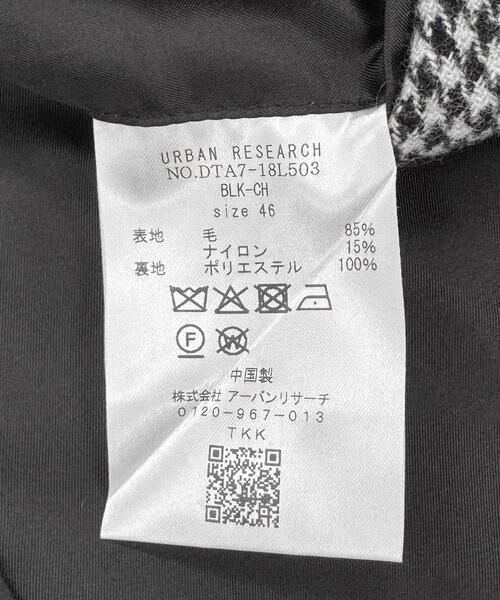 URBAN RESEARCH
NO.DTA7-18L503
BLK-CH
size 46
表地 毛 85%
ナイロン 15%
裏地 ポリエステル 100%
F W
中国製
株式会社 アーバンリサーチ
0120-967-013
TKK